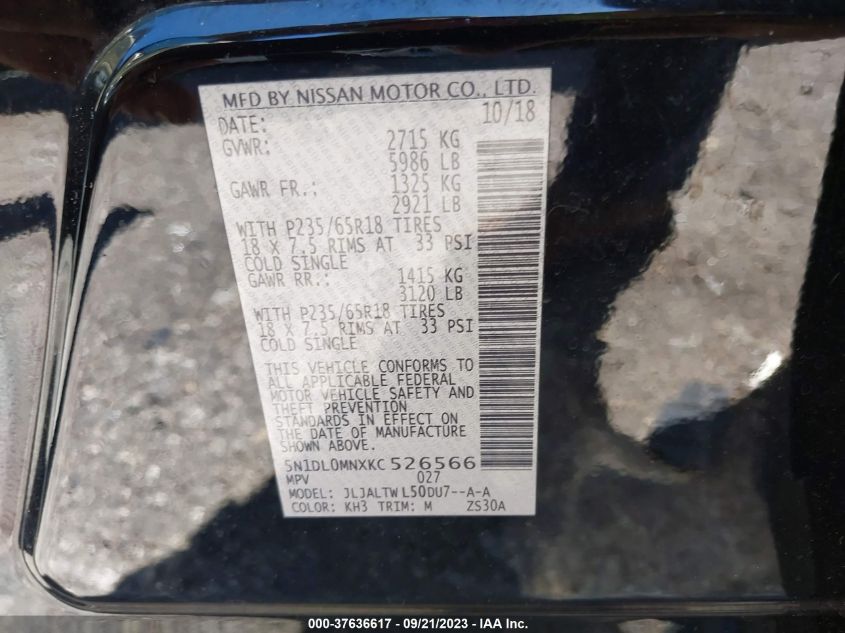 MFD BY NISSAN MOTOR CO., LTD.
DATE: 10/18
GVWR: 2715 KG
5986 LB
GAWR FR.: 1325 KG
2921 LB
WITH P235/65R18 TIRES
18 X 7.5 RIMS AT 33 PSI
COLD SINGLE
GAWR RR.: 1415 KG
3120 LB
WITH P235/65R18 TIRES
18 X 7.5 RIMS AT 33 PSI
COLD SINGLE
THIS VEHICLE CONFORMS TO
ALL APPLICABLE FEDERAL
MOTOR VEHICLE SAFETY AND
THEFT PREVENTION
STANDARDS IN EFFECT ON
THE DATE OF MANUFACTURE
SHOWN ABOVE.
5N1DL0MNXKC 526566
MPV 027
MODEL: JLJALTWL50DU7--A-A
COLOR: KH3 TRIM: M ZS30A
000-37636617 - 09/21/2023 - IAA Inc.